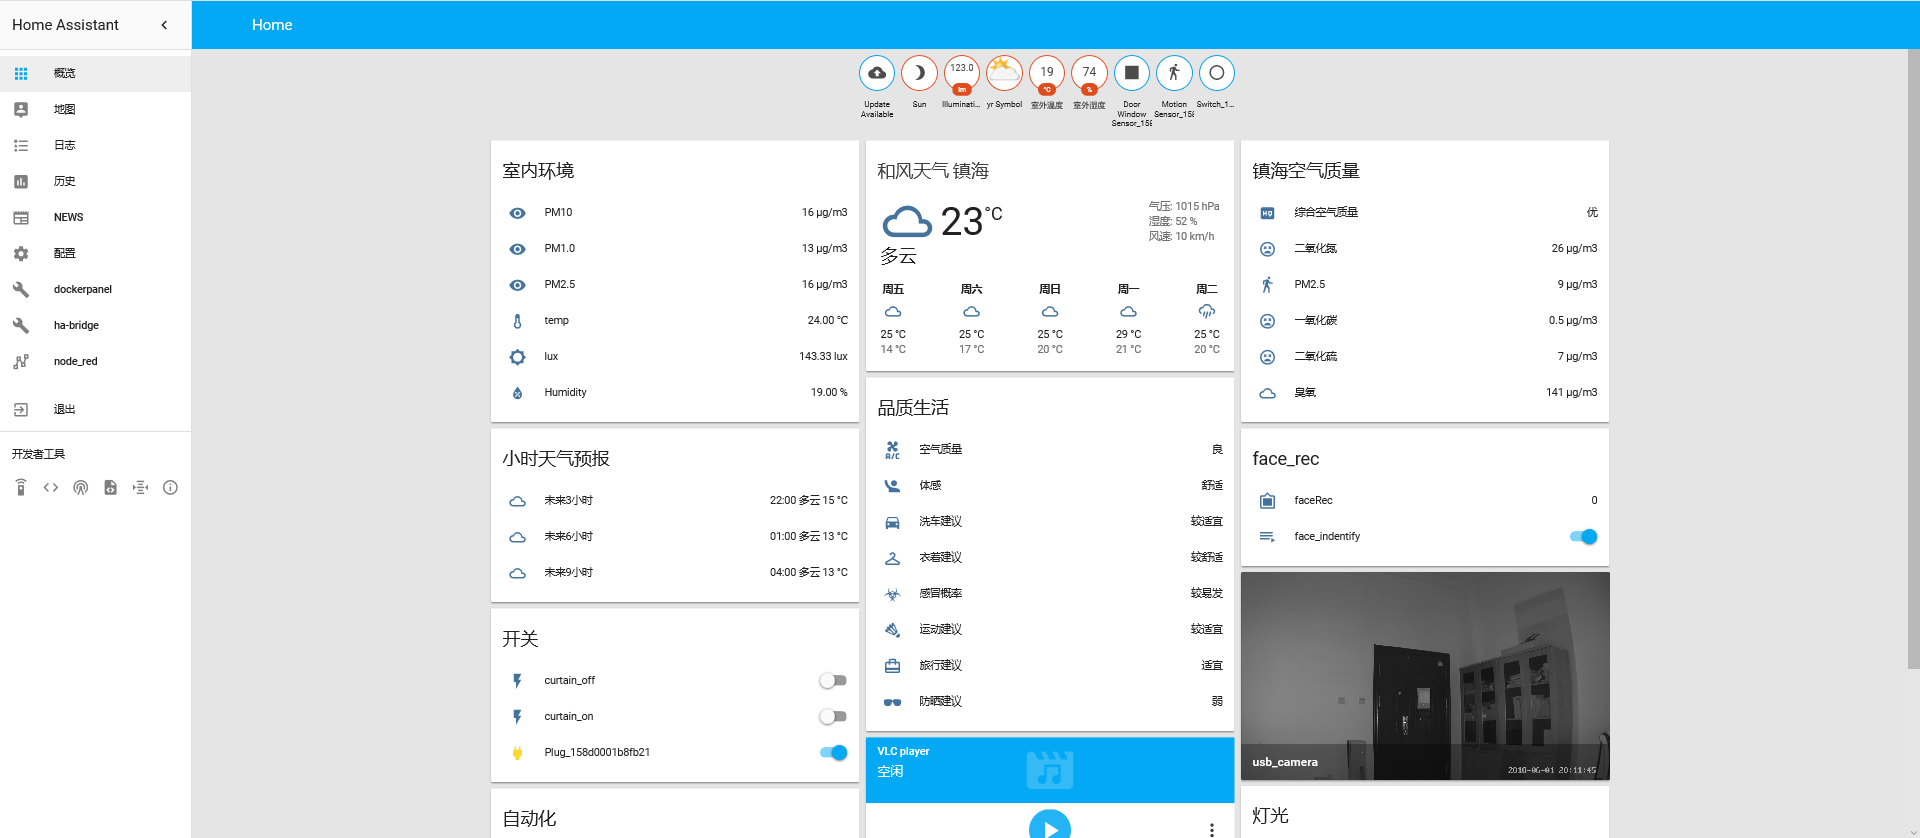 Home Assistant
Home
概览
地图
日志
历史
NEWS
配置
dockerpanel
ha-bridge
node_red
退出
开发者工具
123.0
19
74
lm
°C
%
Update Available
Sun
Illuminati...
yr Symbol
室外温度
室外湿度
Door Window Sensor_158
Motion Sensor_158
Switch_1...
室内环境
PM10 16 µg/m3
PM1.0 13 µg/m3
PM2.5 16 µg/m3
temp 24.00 °C
lux 143.33 lux
Humidity 19.00 %
小时天气预报
未来3小时 22:00 多云 15 °C
未来6小时 01:00 多云 13 °C
未来9小时 04:00 多云 13 °C
开关
curtain_off
curtain_on
Plug_158d0001b8fb21
自动化
和风天气 镇海
23°C
多云
气压: 1015 hPa
湿度: 52 %
风速: 10 km/h
周五 周六 周日 周一 周二
25 °C 25 °C 25 °C 29 °C 25 °C
14 °C 17 °C 20 °C 21 °C 20 °C
品质生活
A/C
空气质量 良
体感 舒适
洗车建议 较适宜
衣着建议 较舒适
感冒概率 较易发
运动建议 较适宜
旅行建议 适宜
防晒建议 弱
VLC player
空闲
镇海空气质量
HQ
综合空气质量 优
二氧化氮 26 µg/m3
PM2.5 9 µg/m3
一氧化碳 0.5 µg/m3
二氧化硫 7 µg/m3
臭氧 141 µg/m3
face_rec
faceRec 0
face_indentify
usb_camera
2018-06-01 20:11:45
灯光